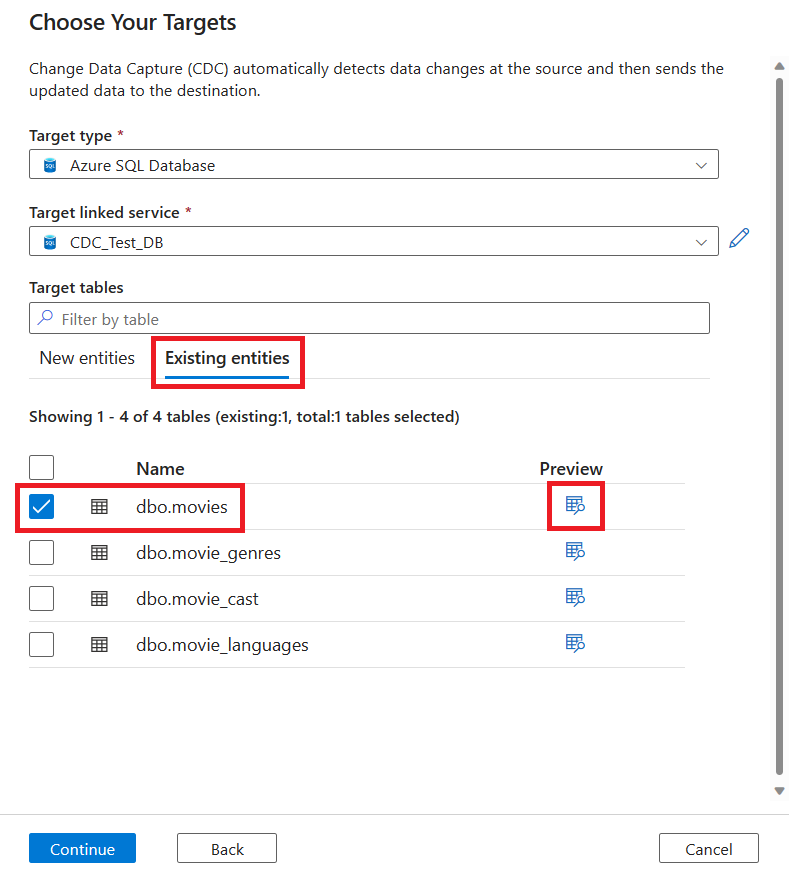 Choose Your Targets
Change Data Capture (CDC) automatically detects data changes at the source and then sends the
updated data to the destination.
Target type *
SQL Azure SQL Database
Target linked service *
SQL CDC_Test_DB
Target tables
Filter by table
New entities Existing entities
Showing 1 - 4 of 4 tables (existing:1, total:1 tables selected)
Name Preview
dbo.movies
dbo.movie_genres
dbo.movie_cast
dbo.movie_languages
Continue Back Cancel